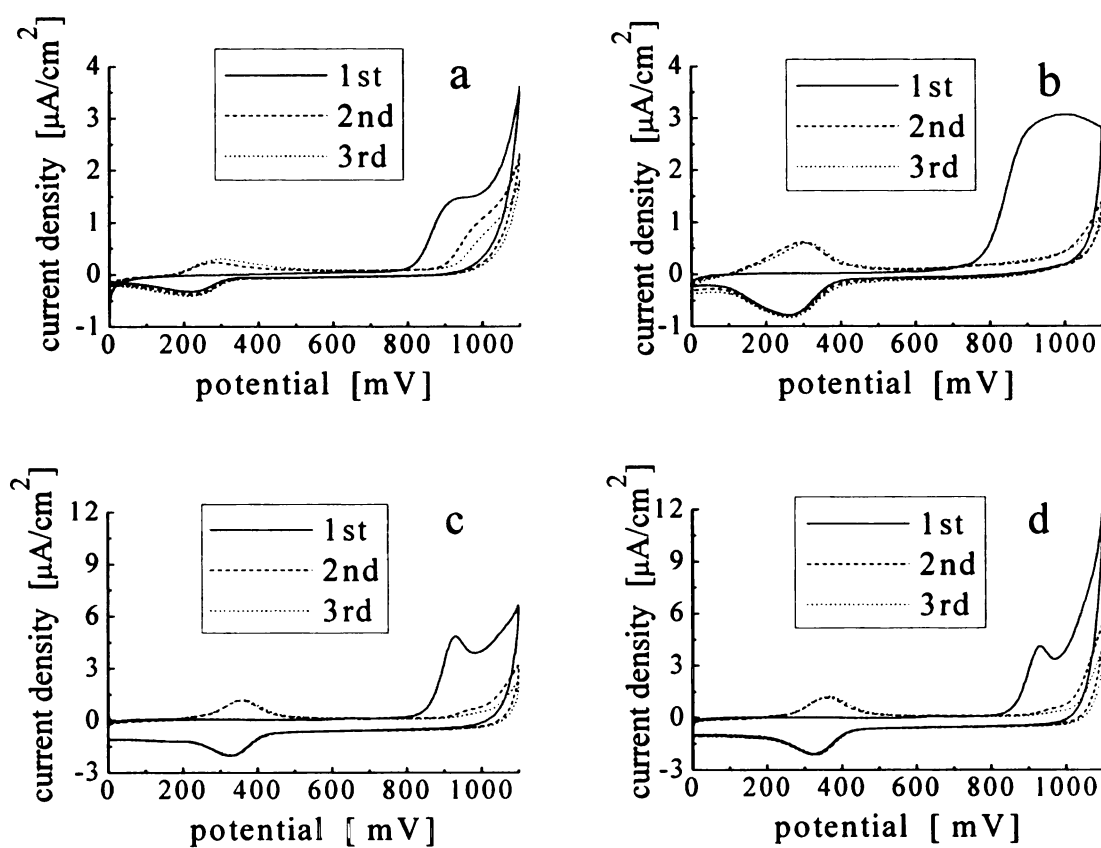 a
1st
2nd
3rd
current density [µA/cm2]
4
3
2
1
0
-1
0 200 400 600 800 1000
potential [mV]
b
1st
2nd
3rd
current density [µA/cm2]
4
3
2
1
0
-1
0 200 400 600 800 1000
potential [mV]
c
1st
2nd
3rd
current density [µA/cm2]
12
9
6
3
0
-3
0 200 400 600 800 1000
potential [ mV]
d
1st
2nd
3rd
current density [µA/cm2]
12
9
6
3
0
-3
0 200 400 600 800 1000
potential [ mV]